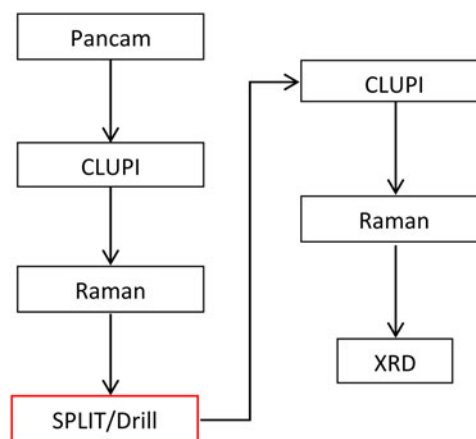 Pancam
CLUPI
Raman
SPLIT/Drill
CLUPI
Raman
XRD